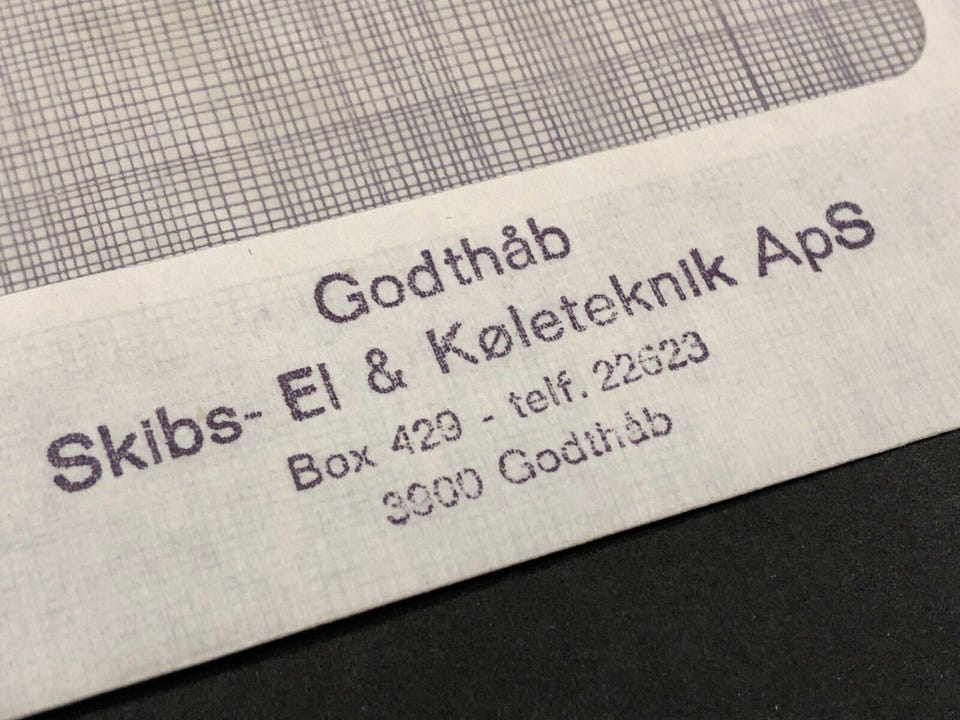 Godthåb
Skibs- El & Køleteknik ApS
Box 429 - telf. 22623
3900 Godthåb